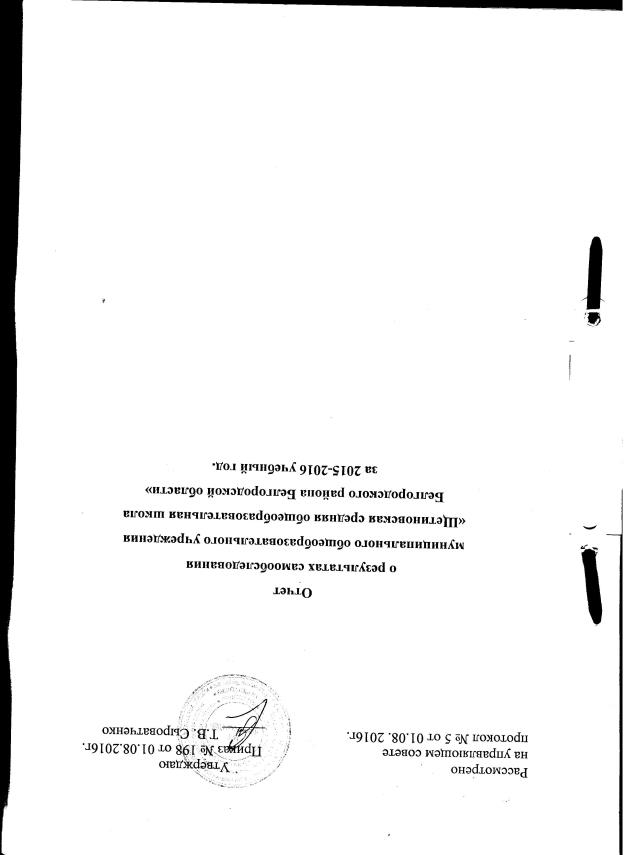 Рассмотрено
на управляющем совете
протокол № 5 от 01.08. 2016г.
Утверждаю
Приказ № 198 от 01.08.2016г.
Т.В. Сыроватченко
Отчет
о результатах самообследования
муниципального общеобразовательного учреждения
«Щетиновская средняя общеобразовательная школа
Белгородского района Белгородской области»
за 2015-2016 учебный год.